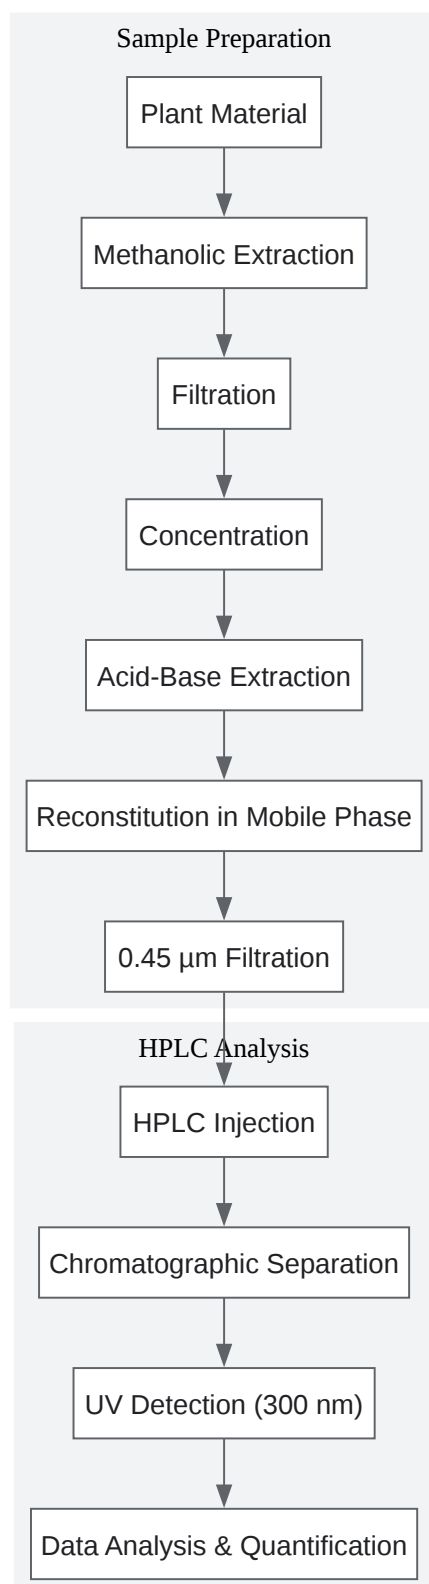 Sample Preparation
Plant Material
Methanolic Extraction
Filtration
Concentration
Acid-Base Extraction
Reconstitution in Mobile Phase
0.45 µm Filtration
HPLC Analysis
HPLC Injection
Chromatographic Separation
UV Detection (300 nm)
Data Analysis & Quantification